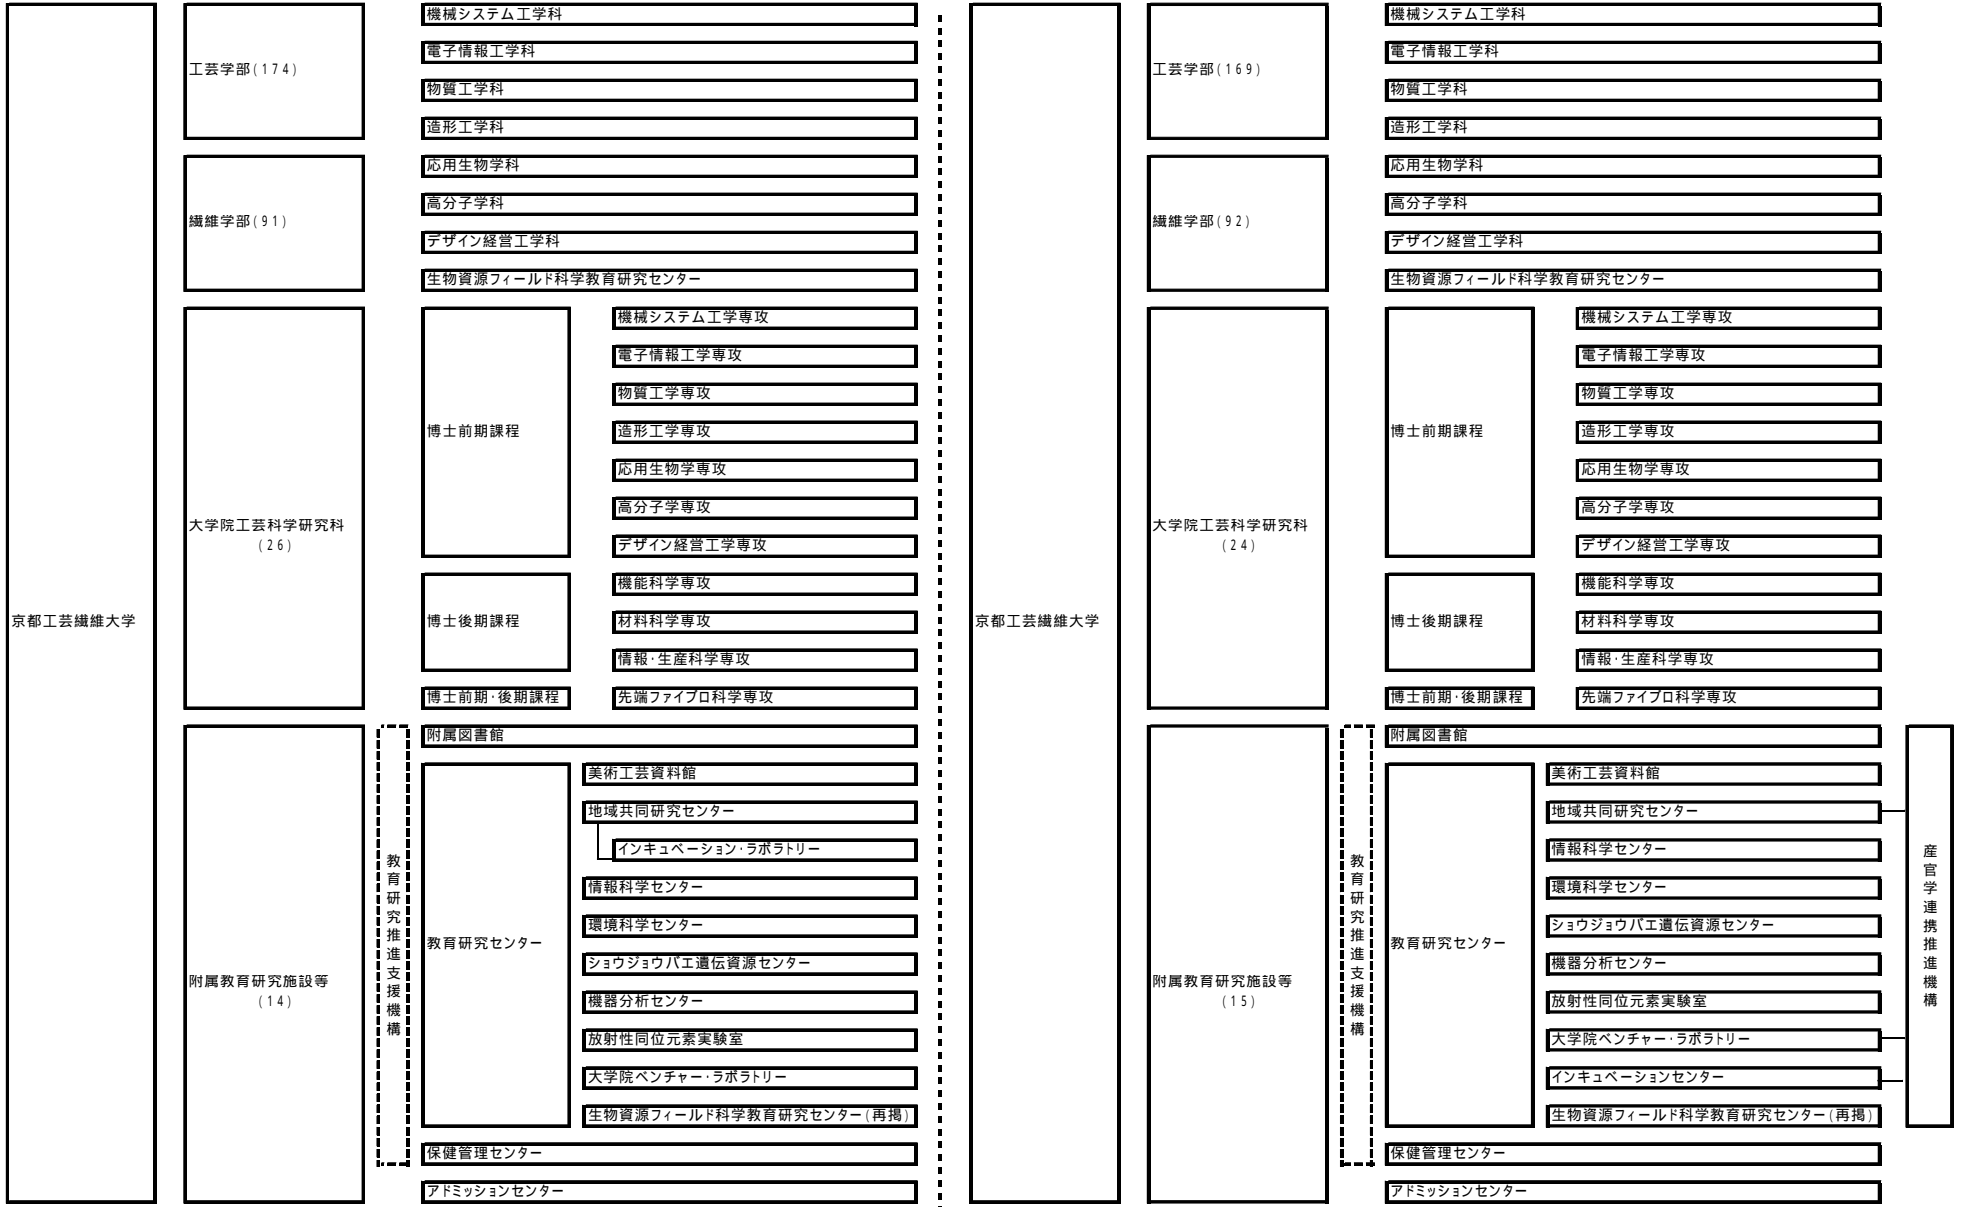 京都工芸繊維大学
工芸学部(174)
機械システム工学科
電子情報工学科
物質工学科
造形工学科
繊維学部(91)
応用生物学科
高分子学科
デザイン経営工学科
生物資源フィールド科学教育研究センター
大学院工芸科学研究科
(26)
博士前期課程
機械システム工学専攻
電子情報工学専攻
物質工学専攻
造形工学専攻
応用生物学専攻
高分子学専攻
デザイン経営工学専攻
博士後期課程
機能科学専攻
材料科学専攻
情報・生産科学専攻
博士前期・後期課程
先端ファイブロ科学専攻
附属教育研究施設等
(14)
教育研究推進支援機構
附属図書館
教育研究センター
美術工芸資料館
地域共同研究センター
インキュベーション・ラボラトリー
情報科学センター
環境科学センター
ショウジョウバエ遺伝資源センター
機器分析センター
放射性同位元素実験室
大学院ベンチャー・ラボラトリー
生物資源フィールド科学教育研究センター(再掲)
保健管理センター
アドミッションセンター
京都工芸繊維大学
工芸学部(169)
機械システム工学科
電子情報工学科
物質工学科
造形工学科
繊維学部(92)
応用生物学科
高分子学科
デザイン経営工学科
生物資源フィールド科学教育研究センター
大学院工芸科学研究科
(24)
博士前期課程
機械システム工学専攻
電子情報工学専攻
物質工学専攻
造形工学専攻
応用生物学専攻
高分子学専攻
デザイン経営工学専攻
博士後期課程
機能科学専攻
材料科学専攻
情報・生産科学専攻
博士前期・後期課程
先端ファイブロ科学専攻
附属教育研究施設等
(15)
教育研究推進支援機構
附属図書館
教育研究センター
美術工芸資料館
地域共同研究センター
情報科学センター
環境科学センター
ショウジョウバエ遺伝資源センター
機器分析センター
放射性同位元素実験室
大学院ベンチャー・ラボラトリー
インキュベーションセンター
生物資源フィールド科学教育研究センター(再掲)
保健管理センター
アドミッションセンター
産官学連携推進機構